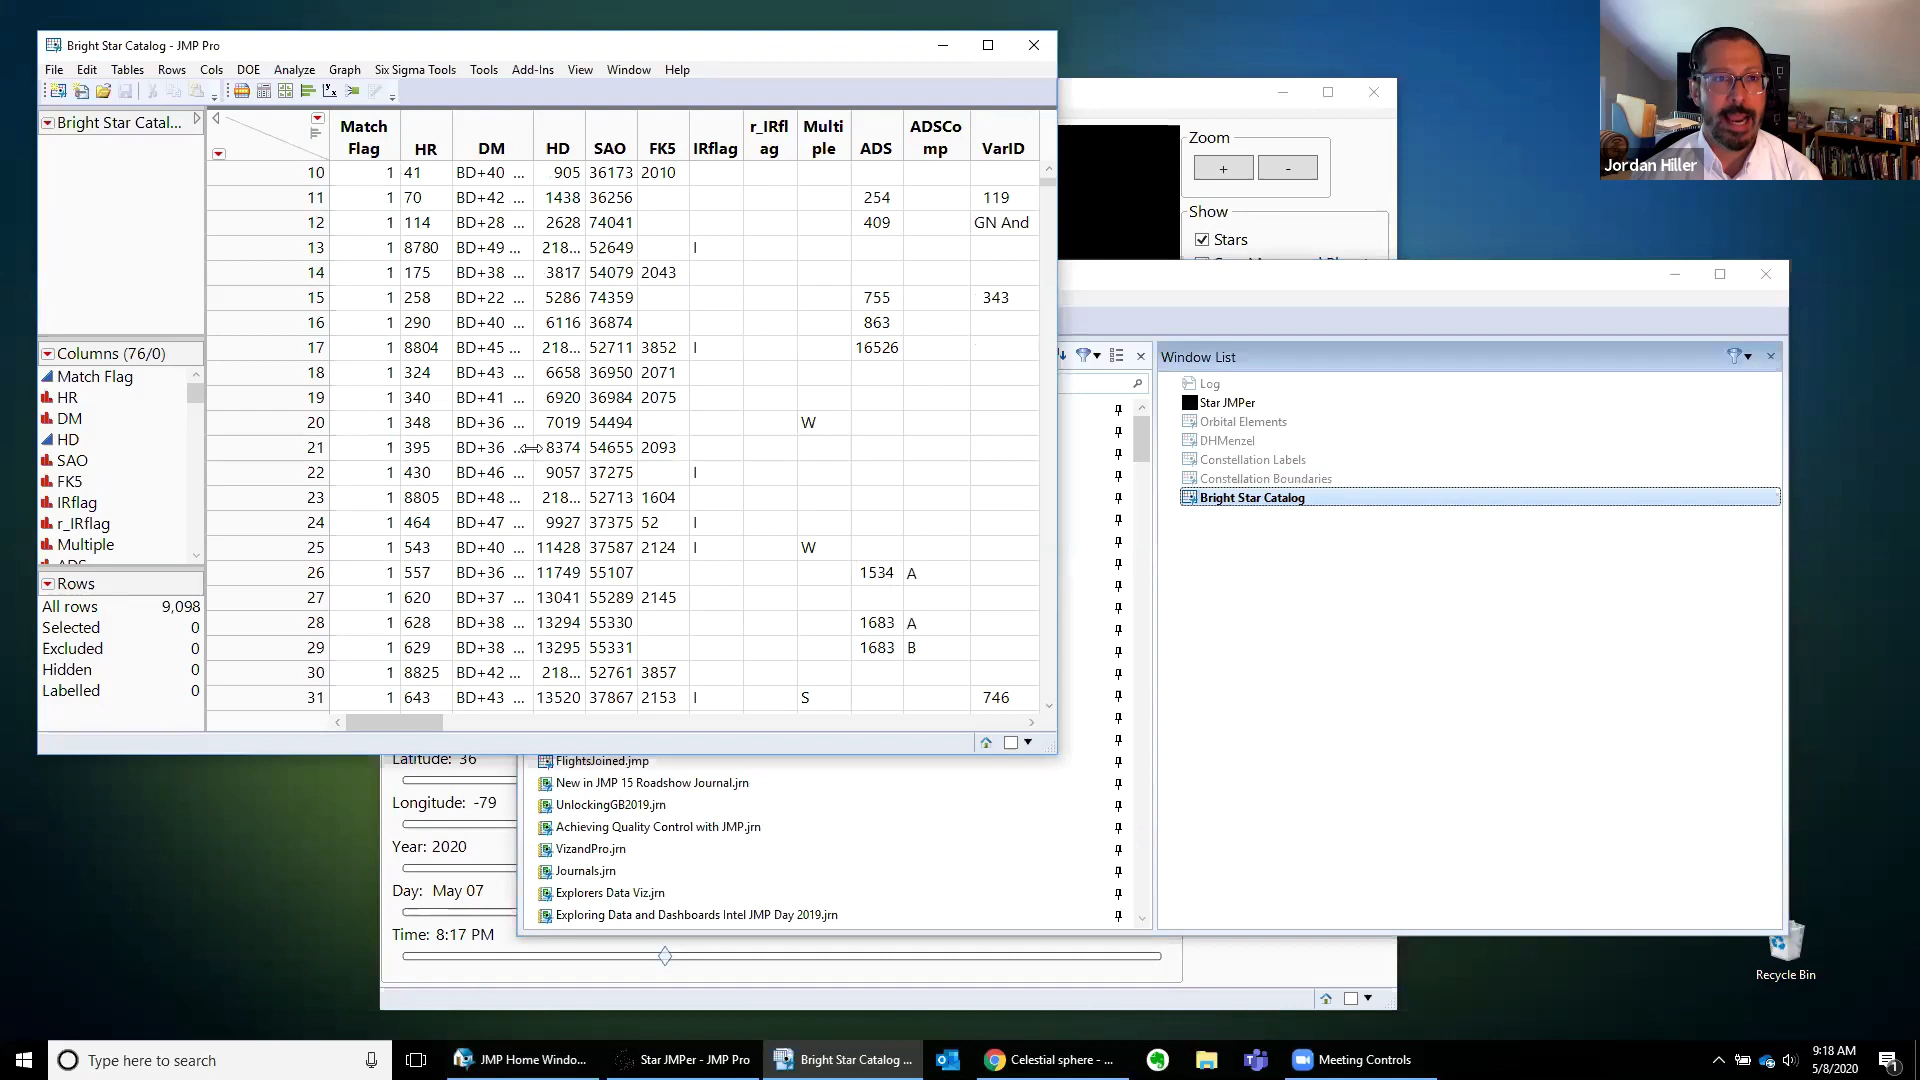 Bright Star Catalog - JMP Pro
File Edit Tables Rows Cols DOE Analyze Graph Six Sigma Tools Tools Add-Ins View Window Help
Bright Star Catal...
Match Flag HR DM HD SAO FK5 IRflag r_IRfl ag Multi ple ADS ADSCo mp VarID
10 1 41 BD+40 ... 905 36173 2010
11 1 70 BD+42 ... 1438 36256 254 119
12 1 114 BD+28 ... 2628 74041 409 GN And
13 1 8780 BD+49 ... 218... 52649 I
14 1 175 BD+38 ... 3817 54079 2043
15 1 258 BD+22 ... 5286 74359 755 343
16 1 290 BD+40 ... 6116 36874 863
17 1 8804 BD+45 ... 218... 52711 3852 I 16526
18 1 324 BD+43 ... 6658 36950 2071
19 1 340 BD+41 ... 6920 36984 2075
20 1 348 BD+36 ... 7019 54494 W
21 1 395 BD+36 ... 8374 54655 2093
22 1 430 BD+46 ... 9057 37275 I
23 1 8805 BD+48 ... 218... 52713 1604
24 1 464 BD+47 ... 9927 37375 52 I
25 1 543 BD+40 ... 11428 37587 2124 I W
26 1 557 BD+36 ... 11749 55107 1534 A
27 1 620 BD+37 ... 13041 55289 2145
28 1 628 BD+38 ... 13294 55330 1683 A
29 1 629 BD+38 ... 13295 55331 1683 B
30 1 8825 BD+42 ... 218... 52761 3857
31 1 643 BD+43 ... 13520 37867 2153 I S 746
Columns (76/0)
Match Flag
HR
DM
HD
SAO
FK5
IRflag
r_IRflag
Multiple
Rows
All rows 9,098
Selected 0
Excluded 0
Hidden 0
Labelled 0
Zoom
+ -
Show
Stars
Jordan Hiller
Window List
Log
Star JMPer
Orbital Elements
DHMenzel
Constellation Labels
Constellation Boundaries
Bright Star Catalog
Latitude: 36
Longitude: -79
Year: 2020
Day: May 07
Time: 8:17 PM
FlightsJoined.jmp
New in JMP 15 Roadshow Journal.jrn
UnlockingGB2019.jrn
Achieving Quality Control with JMP.jrn
VizandPro.jrn
Journals.jrn
Explorers Data Viz.jrn
Exploring Data and Dashboards Intel JMP Day 2019.jrn
Recycle Bin
Type here to search
JMP Home Windo...
Star JMPer - JMP Pro
Bright Star Catalog ...
Celestial sphere - ...
Meeting Controls
9:18 AM
5/8/2020
1